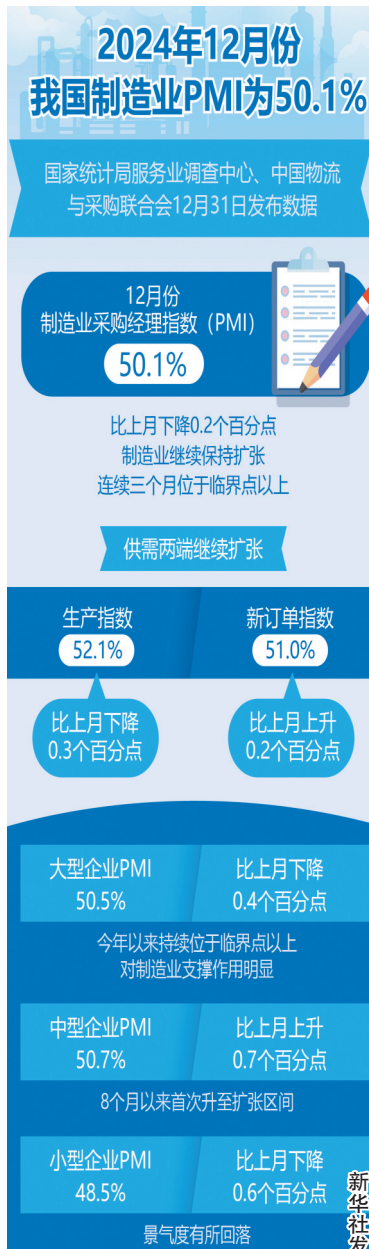 2024年12月份
我国制造业PMI为50.1%
国家统计局服务业调查中心、中国物流
与采购联合会12月31日发布数据
12月份
制造业采购经理指数（PMI）
50.1%
比上月下降0.2个百分点
制造业继续保持扩张
连续三个月位于临界点以上
供需两端继续扩张
生产指数
52.1%
比上月下降
0.3个百分点
新订单指数
51.0%
比上月上升
0.2个百分点
大型企业PMI
50.5%
比上月下降
0.4个百分点
今年以来持续位于临界点以上
对制造业支撑作用明显
中型企业PMI
50.7%
比上月上升
0.7个百分点
8个月以来首次升至扩张区间
小型企业PMI
48.5%
比上月下降
0.6个百分点
景气度有所回落
新华社发